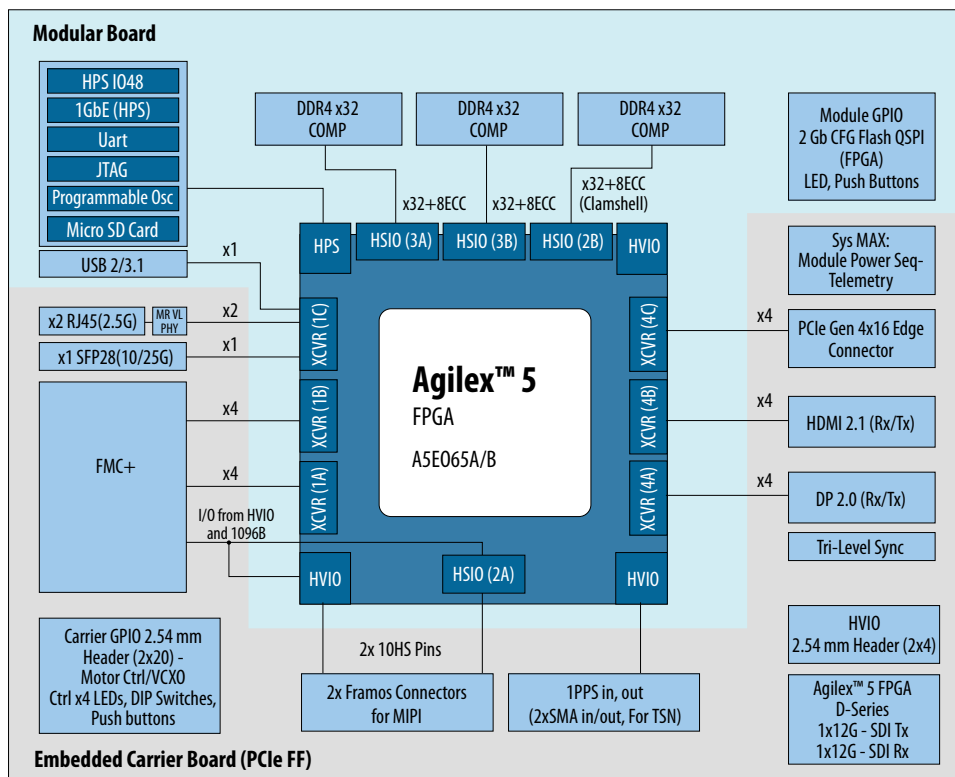 Modular Board
HPS IO48
1GbE (HPS)
Uart
JTAG
Programmable Osc
Micro SD Card
USB 2/3.1
DDR4 x32
COMP
DDR4 x32
COMP
DDR4 x32
COMP
Module GPIO
2 Gb CFG Flash QSPI
(FPGA)
LED, Push Buttons
x32+8ECC
x32+8ECC
x32+8ECC
(Clamshell)
HPS
HSIO (3A)
HSIO (3B)
HSIO (2B)
HVIO
Sys MAX:
Module Power Seq-
Telemetry
x1
x2 RJ45(2.5G)
MR VL
PHY
x2
x1 SFP28(10/25G)
x1
XCVR (1C)
XCVR (4C)
x4
PCIe Gen 4x16 Edge
Connector
FMC+
x4
XCVR (1B)
Agilex™ 5
FPGA
A5E065A/B
XCVR (4B)
x4
HDMI 2.1 (Rx/Tx)
x4
XCVR (1A)
XCVR (4A)
x4
DP 2.0 (Rx/Tx)
I/O from HVIO
and 1096B
Tri-Level Sync
HVIO
HSIO (2A)
HVIO
Carrier GPIO 2.54 mm
Header (2x20) -
Motor Ctrl/VCXO
Ctrl x4 LEDs, DIP Switches,
Push buttons
2x 10HS Pins
2x Framos Connectors
for MIPI
1PPS in, out
(2xSMA in/out, For TSN)
HVIO
2.54 mm Header (2x4)
Agilex™ 5 FPGA
D-Series
1x12G - SDI Tx
1x12G - SDI Rx
Embedded Carrier Board (PCIe FF)